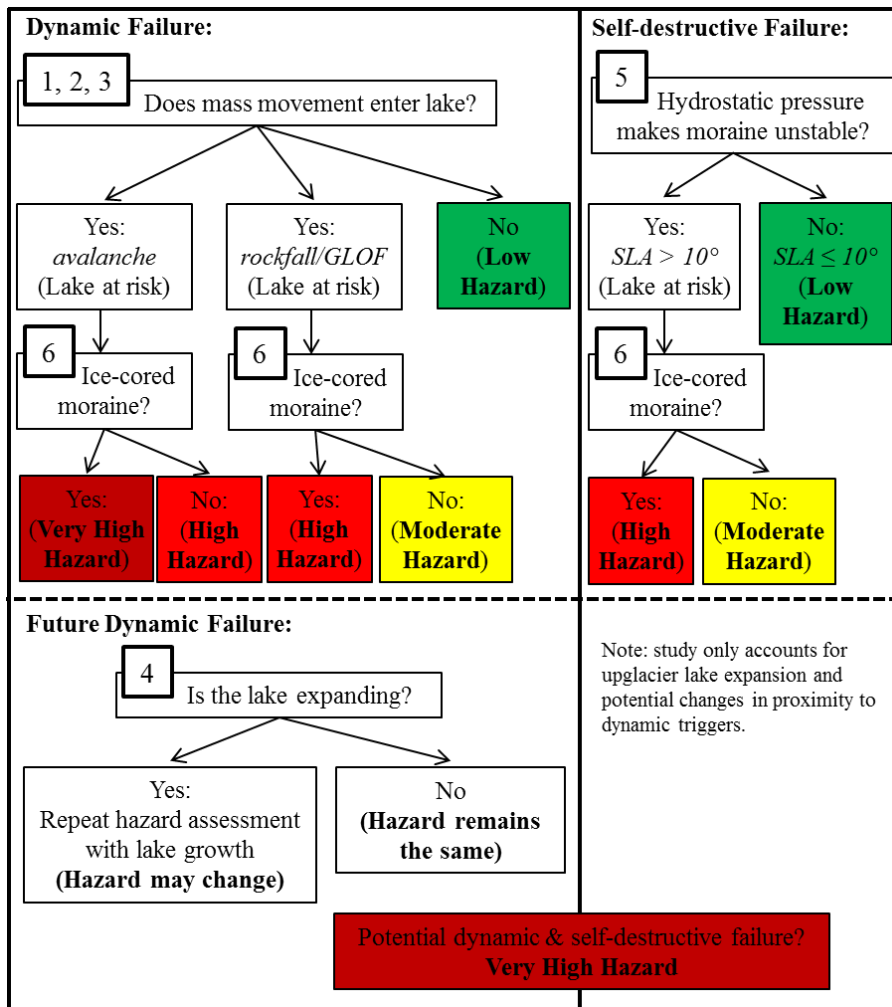 Dynamic Failure:
1, 2, 3
Does mass movement enter lake?
Yes:
avalanche
(Lake at risk)
Yes:
rockfall/GLOF
(Lake at risk)
No
(Low
Hazard)
6
Ice-cored
moraine?
6
Ice-cored
moraine?
Yes:
(Very High
Hazard)
No:
(High
Hazard)
Yes:
(High
Hazard)
No:
(Moderate
Hazard)
Self-destructive Failure:
5
Hydrostatic pressure
makes moraine unstable?
Yes:
SLA > 10°
(Lake at risk)
No:
SLA ≤ 10°
(Low
Hazard)
6
Ice-cored
moraine?
Yes:
(High
Hazard)
No:
(Moderate
Hazard)
Future Dynamic Failure:
4
Is the lake expanding?
Yes:
Repeat hazard assessment
with lake growth
(Hazard may change)
No
(Hazard remains
the same)
Note: study only accounts for
upglacier lake expansion and
potential changes in proximity to
dynamic triggers.
Potential dynamic & self-destructive failure?
Very High Hazard